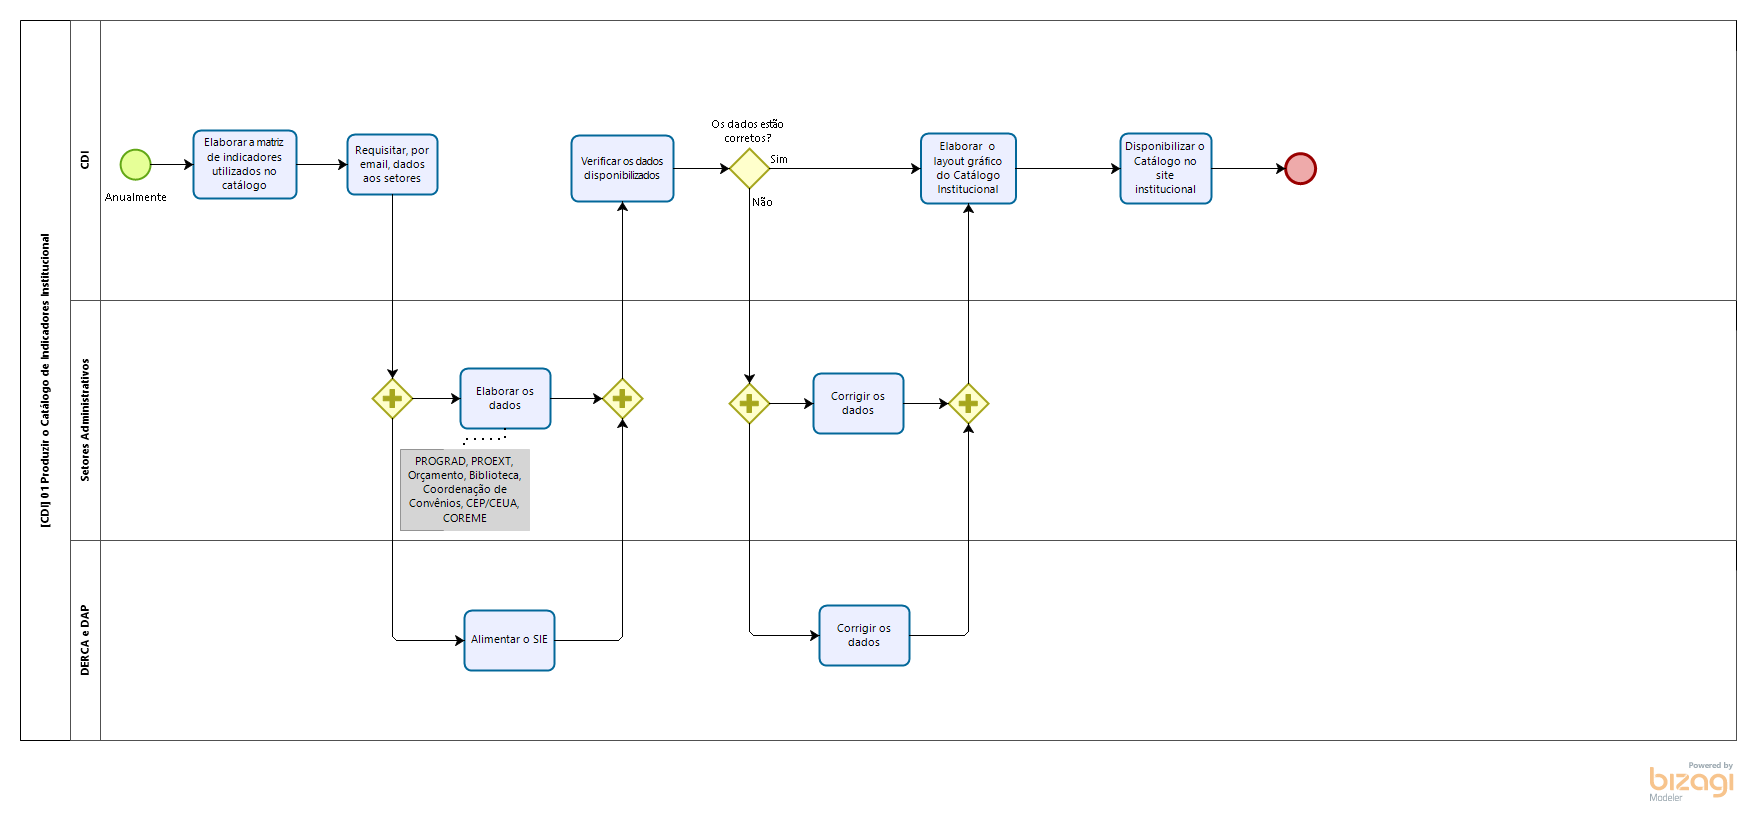 [CDI] 01 Produzir o Catálogo de Indicadores Institucional
CDI
Anualmente
Elaborar a matriz
de indicadores
utilizados no
catálogo
Requisitar, por
email, dados
aos setores
Verificar os dados
disponibilizados
Os dados estão
corretos?
Sim
Não
Elaborar o
layout gráfico
do Catálogo
Institucional
Disponibilizar o
Catálogo no
site
institucional
Setores Administrativos
Elaborar os
dados
PROGRAD, PROEXT,
Orçamento, Biblioteca,
Coordenação de
Convênios, CEP/CEUA,
COREME
Corrigir os
dados
DERCA e DAP
Alimentar o SIE
Corrigir os
dados
Powered by
bizagi
Modeler